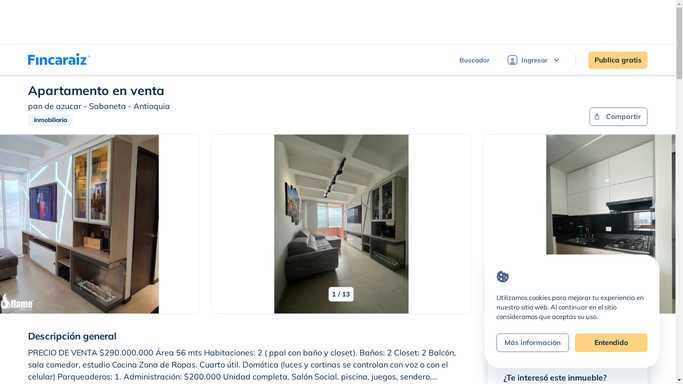 Fincaraiz
Buscador
Ingresar
Publica gratis
Apartamento en venta
pan de azucar - Sabaneta - Antioquia
Inmobiliaria
Compartir
1 / 13
Utilizamos cookies para mejorar tu experiencia en
nuestro sitio web. Al continuar en el sitio
consideramos que aceptas su uso.
Más información
Entendido
Descripción general
PRECIO DE VENTA $290.000.000 Área 56 mts Habitaciones: 2 ( ppal con baño y closet). Baños: 2 Closet: 2 Balcón,
sala comedor, estudio Cocina Zona de Ropas. Cuarto útil. Domótica (luces y cortinas se controlan con voz o con el
celular) Parqueaderos: 1. Administración: $200.000 Unidad completa, Salón Social, piscina, juegos, sendero,...
¿Te interesó este inmueble?